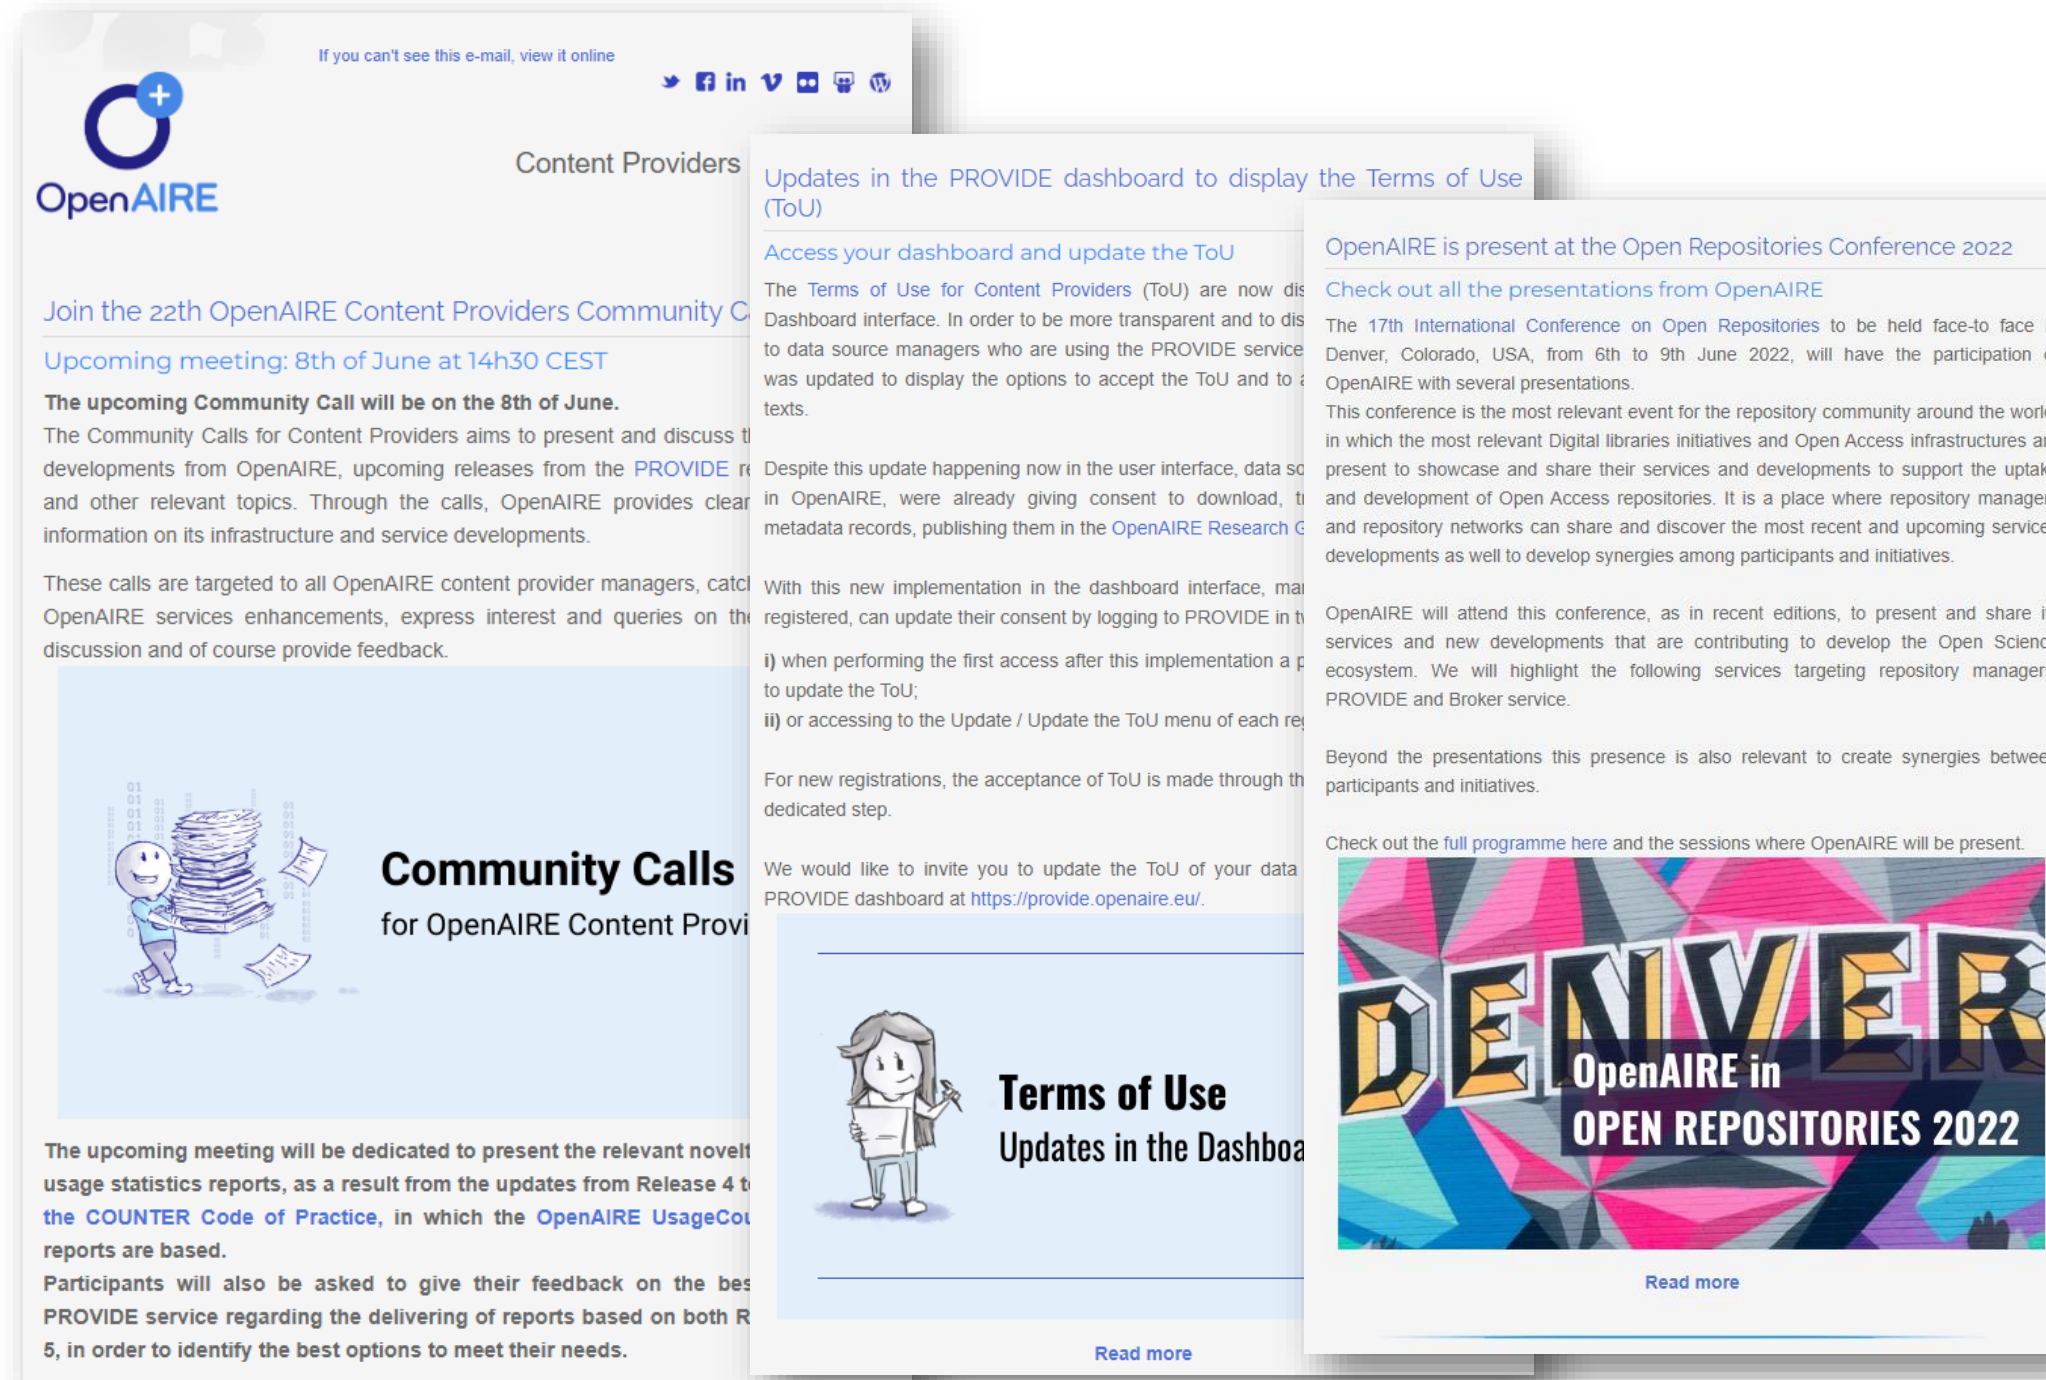 If you can't see this e-mail, view it online
OpenAIRE
Content Providers
Join the 22th OpenAIRE Content Providers Community
Upcoming meeting: 8th of June at 14h30 CEST
The upcoming Community Call will be on the 8th of June.
The Community Calls for Content Providers aims to present and discuss
developments from OpenAIRE, upcoming releases from the PROVIDE
and other relevant topics. Through the calls, OpenAIRE provides clear
information on its infrastructure and service developments.
These calls are targeted to all OpenAIRE content provider managers,
OpenAIRE services enhancements, express interest and queries on
discussion and of course provide feedback.
Community Calls
for OpenAIRE Content
The upcoming meeting will be dedicated to present the relevant
usage statistics reports, as a result from the updates from Release 4
the COUNTER Code of Practice, in which the OpenAIRE
reports are based.
Participants will also be asked to give their feedback on the
PROVIDE service regarding the delivering of reports based on both
5, in order to identify the best options to meet their needs.
Updates in the PROVIDE dashboard to display the Terms of Use
(ToU)
Access your dashboard and update the ToU
The Terms of Use for Content Providers (ToU) are now
Dashboard interface. In order to be more transparent and to
to data source managers who are using the PROVIDE service
was updated to display the options to accept the ToU and to
texts.
Despite this update happening now in the user interface, data
in OpenAIRE, were already giving consent to download,
metadata records, publishing them in the OpenAIRE Research
With this new implementation in the dashboard interface,
registered, can update their consent by logging to PROVIDE in
i) when performing the first access after this implementation a
to update the ToU;
ii) or accessing to the Update / Update the ToU menu of each
For new registrations, the acceptance of ToU is made through
dedicated step.
We would like to invite you to update the ToU of your data
PROVIDE dashboard at https://provide.openaire.eu/.
Terms of Use
Updates in the
Read more
OpenAIRE is present at the Open Repositories Conference 2022
Check out all the presentations from OpenAIRE
The 17th International Conference on Open Repositories to be held face-to face
Denver, Colorado, USA, from 6th to 9th June 2022, will have the participation
OpenAIRE with several presentations.
This conference is the most relevant event for the repository community around the
in which the most relevant Digital libraries initiatives and Open Access infrastructures
present to showcase and share their services and developments to support the
and development of Open Access repositories. It is a place where repository
and repository networks can share and discover the most recent and upcoming
developments as well to develop synergies among participants and initiatives.
OpenAIRE will attend this conference, as in recent editions, to present and share
services and new developments that are contributing to develop the Open
ecosystem. We will highlight the following services targeting repository
PROVIDE and Broker service.
Beyond the presentations this presence is also relevant to create synergies
participants and initiatives.
Check out the full programme here and the sessions where OpenAIRE will be present.
DENVER
OpenAIRE in
OPEN REPOSITORIES 2022
Read more